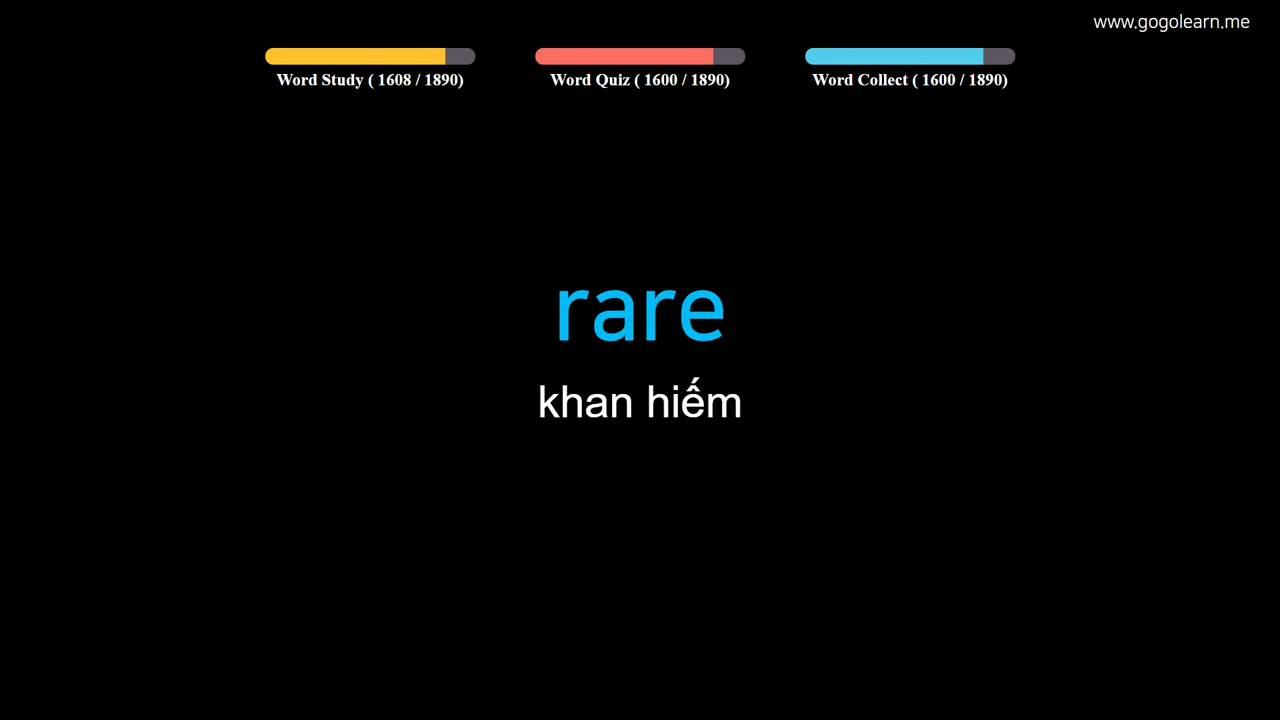 www.gogolearn.me
Word Study ( 1608 / 1890)
Word Quiz ( 1600 / 1890)
Word Collect ( 1600 / 1890)
rare
khan hiếm